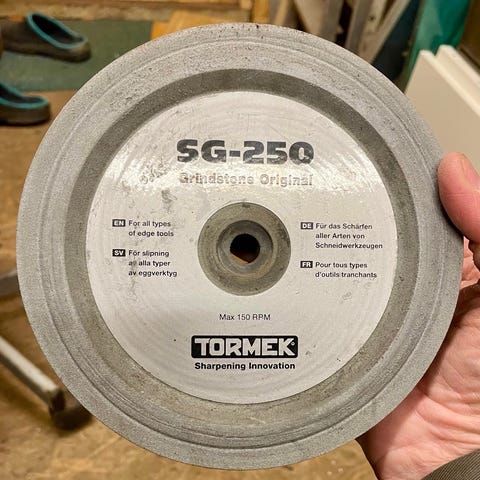 SG-250
Grindstone Original
EN For all types
of edge tools
SV För slipning
av alla typer
av eggverktyg
DE Für das Schärfen
aller Arten von
Schneidwerkzeugen
FR Pour tous types
d'outils tranchants
Max 150 RPM
TORMEK
Sharpening Innovation